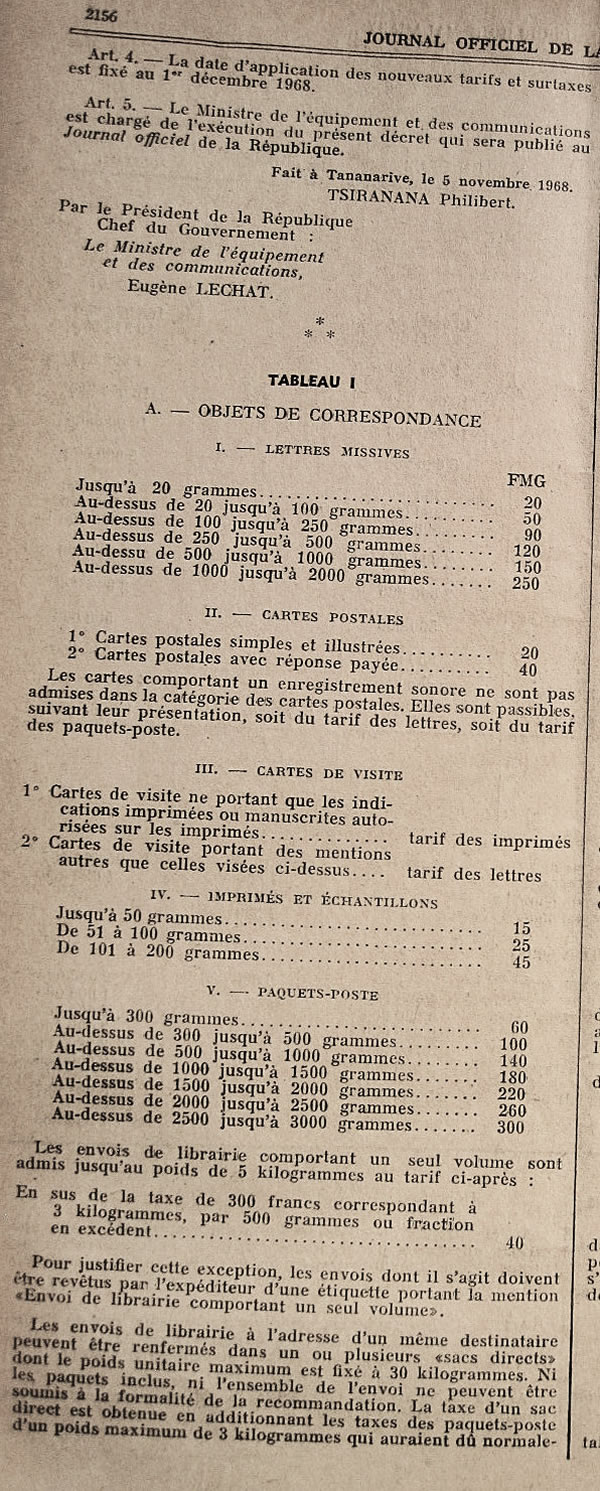 2156
JOURNAL OFFICIEL DE LA
Art. 4. — La date d'application des nouveaux tarifs et surtaxes
est fixé au 1er décembre 1968.
Art. 5. — Le Ministre de l'équipement et des communications
est chargé de l'exécution du présent décret qui sera publié au
Journal officiel de la République.
Fait à Tananarive, le 5 novembre 1968.
TSIRANANA Philibert.
Par le Président de la République
Chef du Gouvernement :
Le Ministre de l'équipement
et des communications,
Eugène LECHAT.
*
* *
TABLEAU I
A. — OBJETS DE CORRESPONDANCE
I. — LETTRES MISSIVES
FMG
Jusqu'à 20 grammes.............................. 20
Au-dessus de 20 jusqu'à 100 grammes........... 50
Au-dessus de 100 jusqu'à 250 grammes......... 90
Au-dessus de 250 jusqu'à 500 grammes........ 120
Au-dessu de 500 jusqu'à 1000 grammes........ 150
Au-dessus de 1000 jusqu'à 2000 grammes....... 250
II. — CARTES POSTALES
1° Cartes postales simples et illustrées.......... 20
2° Cartes postales avec réponse payée.......... 40
Les cartes comportant un enregistrement sonore ne sont pas
admises dans la catégorie des cartes postales. Elles sont passibles,
suivant leur présentation, soit du tarif des lettres, soit du tarif
des paquets-poste.
III. — CARTES DE VISITE
1° Cartes de visite ne portant que les indi-
cations imprimées ou manuscrites auto-
risées sur les imprimés.............. tarif des imprimés
2° Cartes de visite portant des mentions
autres que celles visées ci-dessus.... tarif des lettres
IV. — IMPRIMÉS ET ÉCHANTILLONS
Jusqu'à 50 grammes.............................. 15
De 51 à 100 grammes............................ 25
De 101 à 200 grammes.......................... 45
V. — PAQUETS-POSTE
Jusqu'à 300 grammes............................ 60
Au-dessus de 300 jusqu'à 500 grammes........ 100
Au-dessus de 500 jusqu'à 1000 grammes....... 140
Au-dessus de 1000 jusqu'à 1500 grammes....... 180
Au-dessus de 1500 jusqu'à 2000 grammes....... 220
Au-dessus de 2000 jusqu'à 2500 grammes....... 260
Au-dessus de 2500 jusqu'à 3000 grammes....... 300
Les envois de librairie comportant un seul volume sont
admis jusqu'au poids de 5 kilogrammes au tarif ci-après :
En sus de la taxe de 300 francs correspondant à
3 kilogrammes, par 500 grammes ou fraction
en excédent.................................... 40
Pour justifier cette exception, les envois dont il s'agit doivent
être revêtus par l'expéditeur d'une étiquette portant la mention
«Envoi de librairie comportant un seul volume».
Les envois de librairie à l'adresse d'un même destinataire
peuvent être renfermés dans un ou plusieurs «sacs directs»
dont le poids unitaire maximum est fixé à 30 kilogrammes. Ni
les paquets inclus, ni l'ensemble de l'envoi ne peuvent être
soumis à la formalité de la recommandation. La taxe d'un sac
direct est obtenue en additionnant les taxes des paquets-poste
d'un poids maximum de 3 kilogrammes qui auraient dû normale-